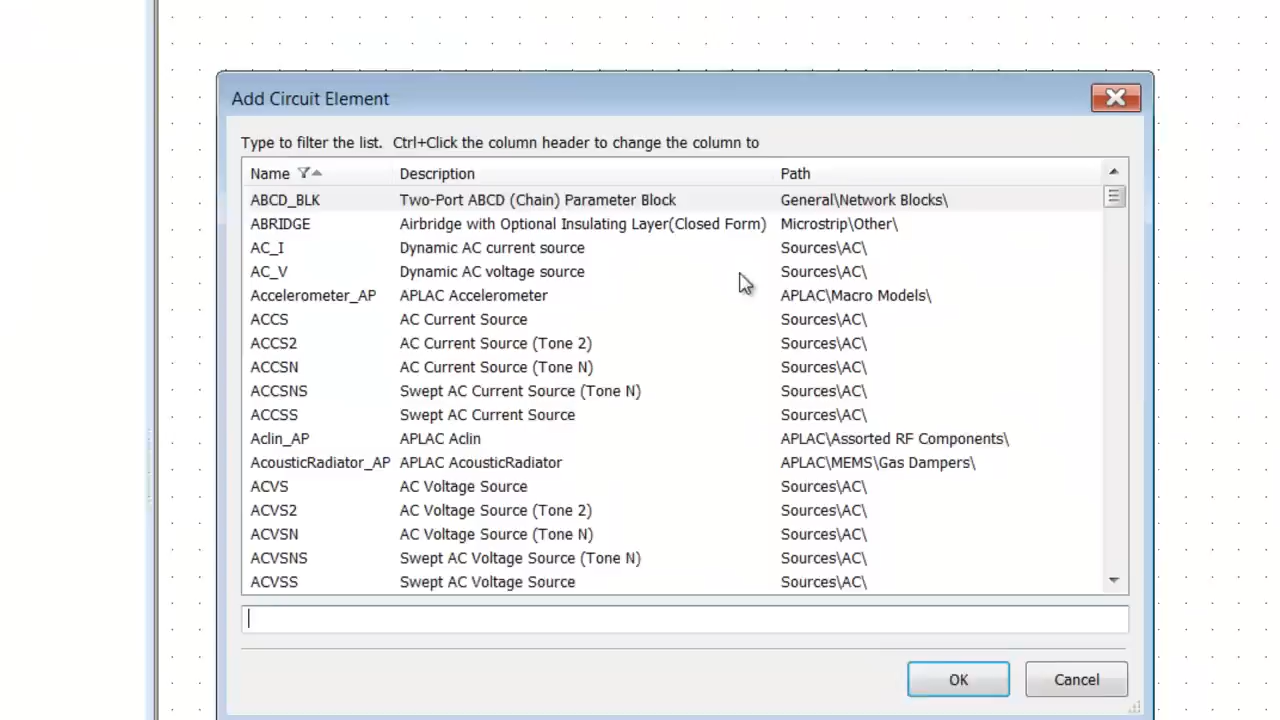 Add Circuit Element
Type to filter the list. Ctrl+Click the column header to change the column to
Name Description Path
ABCD_BLK Two-Port ABCD (Chain) Parameter Block General\Network Blocks\
ABRIDGE Airbridge with Optional Insulating Layer(Closed Form) Microstrip\Other\
AC_I Dynamic AC current source Sources\AC\
AC_V Dynamic AC voltage source Sources\AC\
Accelerometer_AP APLAC Accelerometer APLAC\Macro Models\
ACCS AC Current Source Sources\AC\
ACCS2 AC Current Source (Tone 2) Sources\AC\
ACCSN AC Current Source (Tone N) Sources\AC\
ACCSNS Swept AC Current Source (Tone N) Sources\AC\
ACCSS Swept AC Current Source Sources\AC\
Aclin_AP APLAC Aclin APLAC\Assorted RF Components\
AcousticRadiator_AP APLAC AcousticRadiator APLAC\MEMS\Gas Dampers\
ACVS AC Voltage Source Sources\AC\
ACVS2 AC Voltage Source (Tone 2) Sources\AC\
ACVSN AC Voltage Source (Tone N) Sources\AC\
ACVSNS Swept AC Voltage Source (Tone N) Sources\AC\
ACVSS Swept AC Voltage Source Sources\AC\
OK Cancel